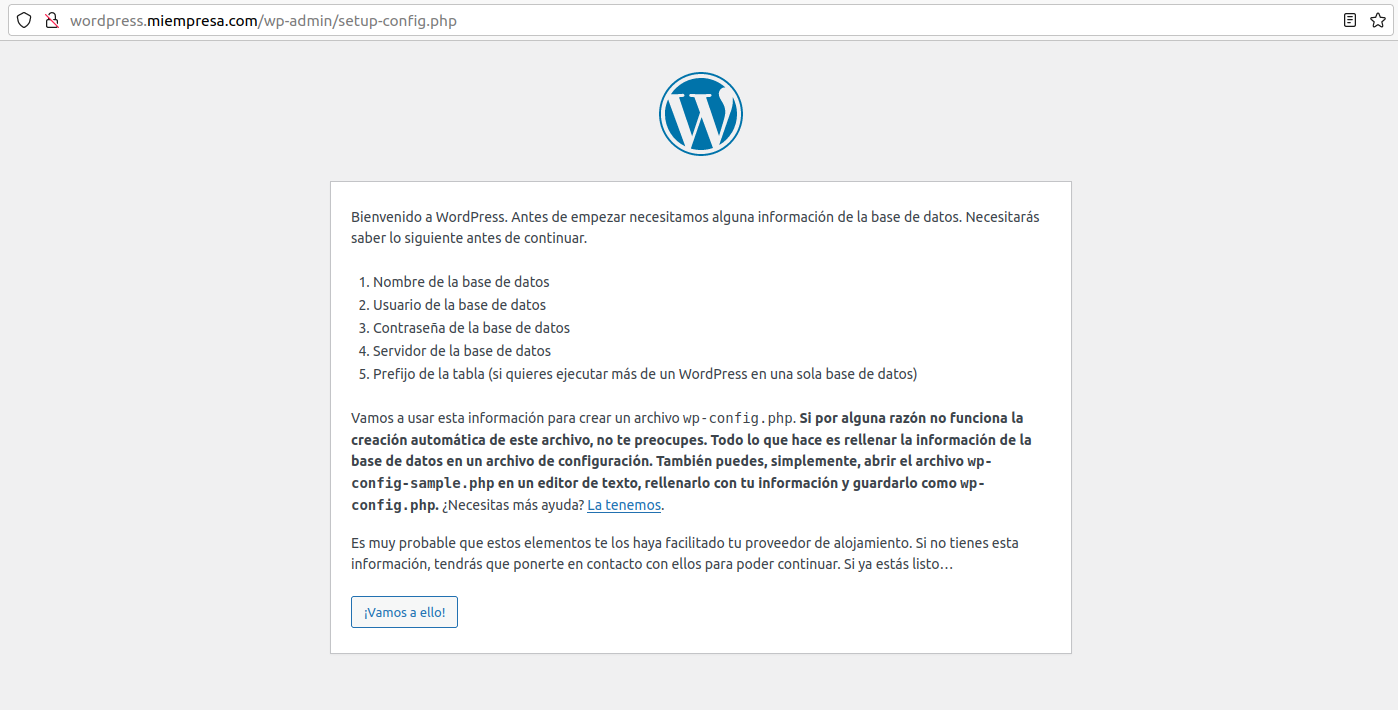 wordpress.miempresa.com/wp-admin/setup-config.php
Bienvenido a WordPress. Antes de empezar necesitamos alguna información de la base de datos. Necesitarás
saber lo siguiente antes de continuar.
1. Nombre de la base de datos
2. Usuario de la base de datos
3. Contraseña de la base de datos
4. Servidor de la base de datos
5. Prefijo de la tabla (si quieres ejecutar más de un WordPress en una sola base de datos)
Vamos a usar esta información para crear un archivo wp-config.php. Si por alguna razón no funciona la
creación automática de este archivo, no te preocupes. Todo lo que hace es rellenar la información de la
base de datos en un archivo de configuración. También puedes, simplemente, abrir el archivo wp-
config-sample.php en un editor de texto, rellenarlo con tu información y guardarlo como wp-
config.php. ¿Necesitas más ayuda? La tenemos.
Es muy probable que estos elementos te los haya facilitado tu proveedor de alojamiento. Si no tienes esta
información, tendrás que ponerte en contacto con ellos para poder continuar. Si ya estás listo…
¡Vamos a ello!